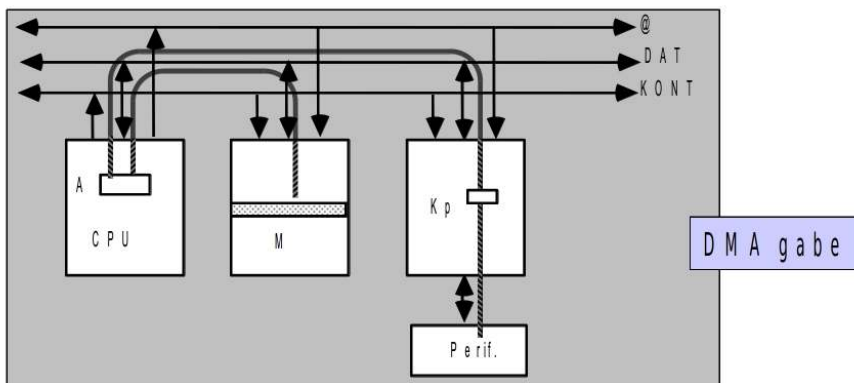 @
DAT
KONT
A
CPU
M
Kp
DMA gabe
Perif.